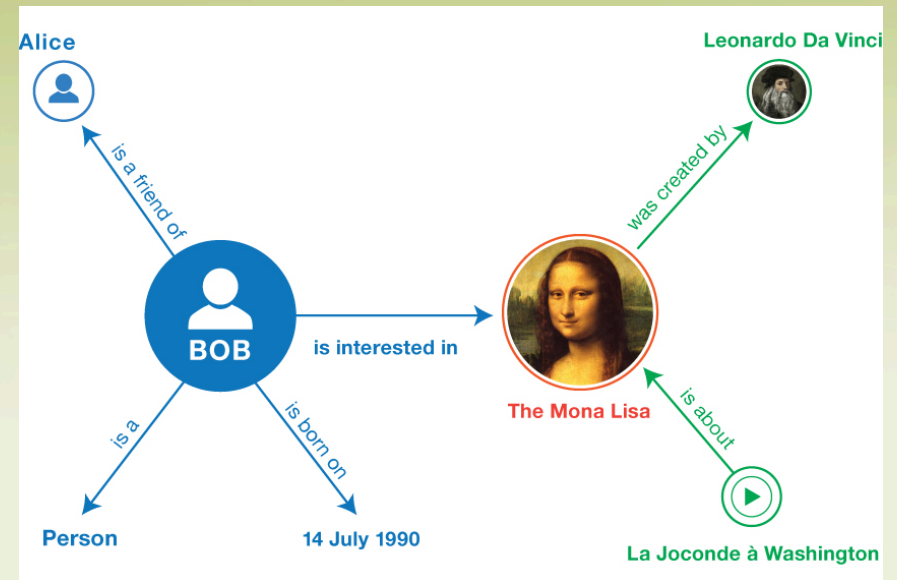 Alice
Leonardo Da Vinci
is a friend of
was created by
BOB
is interested in
The Mona Lisa
is a
is born on
is about
Person
14 July 1990
La Joconde à Washington